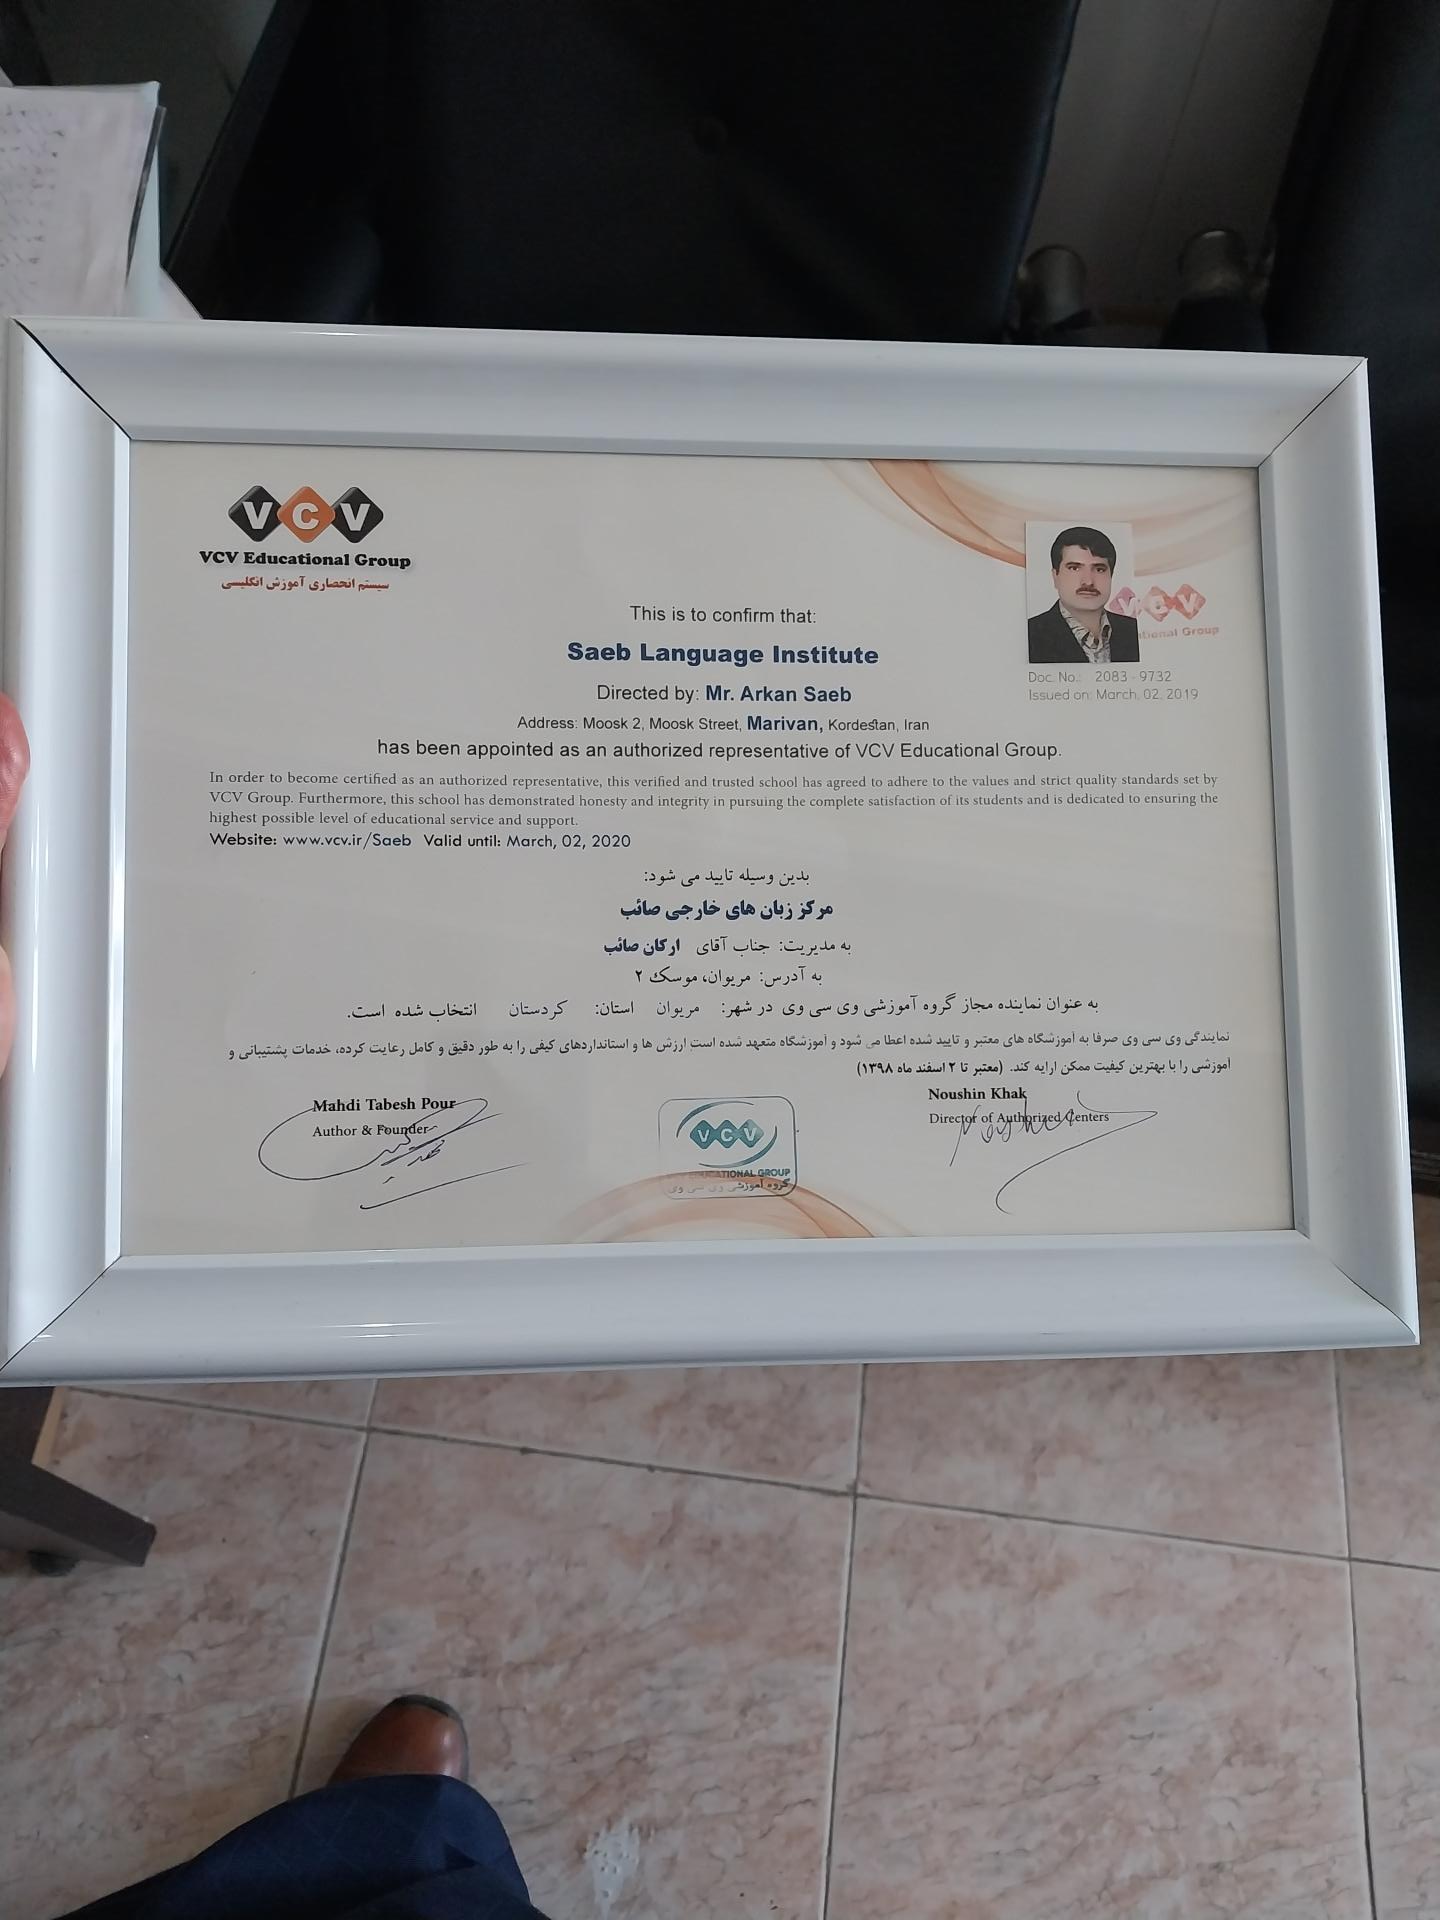 VCV
VCV Educational Group
سیستم انحصاری آموزش انگلیسی
VCV
ational Group
Doc. No.: 2083 - 9732
Issued on: March, 02, 2019
This is to confirm that:
Saeb Language Institute
Directed by: Mr. Arkan Saeb
Address: Moosk 2, Moosk Street, Marivan, Kordestan, Iran
has been appointed as an authorized representative of VCV Educational Group.
In order to become certified as an authorized representative, this verified and trusted school has agreed to adhere to the values and strict quality standards set by
VCV Group. Furthermore, this school has demonstrated honesty and integrity in pursuing the complete satisfaction of its students and is dedicated to ensuring the
highest possible level of educational service and support.
Website: www.vcv.ir/Saeb Valid until: March, 02, 2020
بدین وسیله تایید می شود:
مرکز زبان های خارجی صائب
به مدیریت: جناب آقای ارکان صائب
به آدرس: مریوان، موسک ۲
به عنوان نماینده مجاز گروه آموزشی وی سی وی در شهر: مریوان استان: کردستان انتخاب شده است.
نمایندگی وی سی وی صرفا به آموزشگاه های معتبر و تایید شده اعطا می شود و آموزشگاه متعهد شده است ارزش ها و استانداردهای کیفی را به طور دقیق و کامل رعایت کرده، خدمات پشتیبانی و
آموزشی را با بهترین کیفیت ممکن ارایه کند. (معتبر تا ۲ اسفند ماه ۱۳۹۸)
Mahdi Tabesh Pour
Author & Founder
VCV
EDUCATIONAL GROUP
گروه آموزشی وی سی وی
Noushin Khak
Director of Authorized Centers